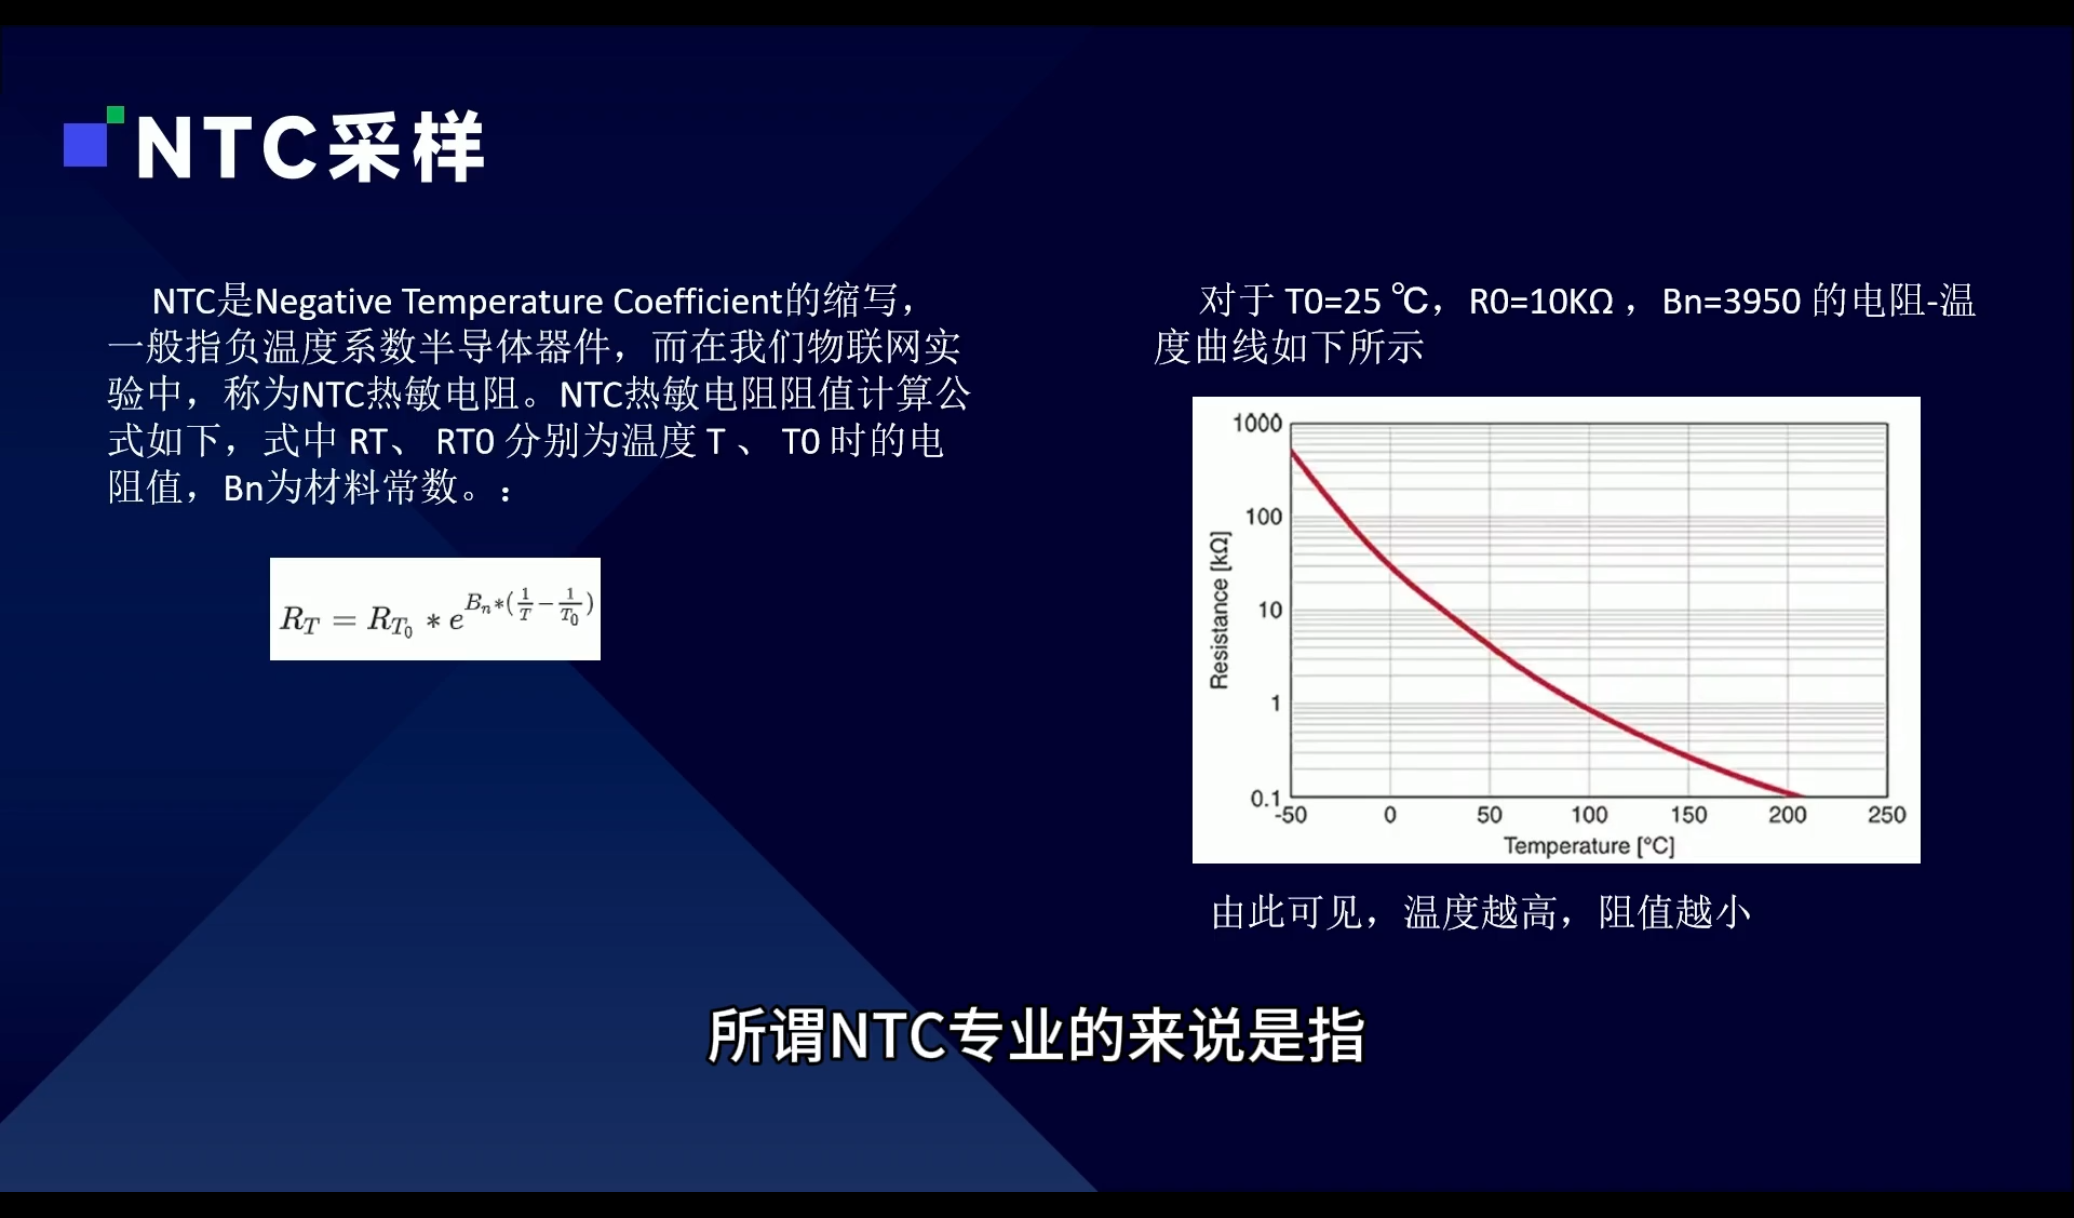 NTC采样
NTC是Negative Temperature Coefficient的缩写，
一般指负温度系数半导体器件，而在我们物联网实
验中，称为NTC热敏电阻。NTC热敏电阻阻值计算公
式如下，式中 RT、 RT0 分别为温度 T 、 T0 时的电
阻值，Bn为材料常数。：
R_T = R_{T_0} * e^{B_n*(\frac{1}{T}-\frac{1}{T_0})}
对于 T0=25 ℃，R0=10KΩ ，Bn=3950 的电阻-温
度曲线如下所示
1000
100
10
1
0.1
Resistance [kΩ]
-50 0 50 100 150 200 250
Temperature [°C]
由此可见，温度越高，阻值越小
所谓NTC专业的来说是指